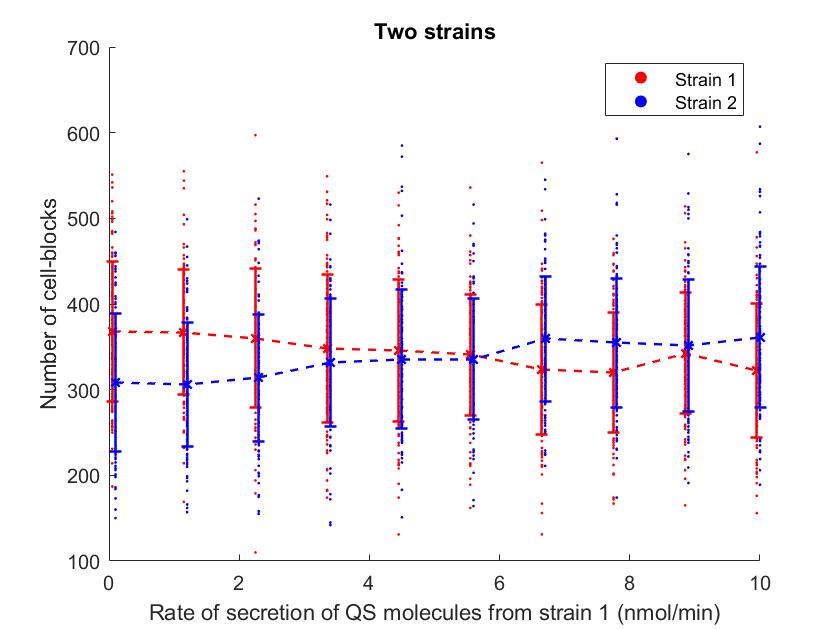 Two strains
700
600
500
400
300
200
100
Number of cell-blocks
Strain 1
Strain 2
0 2 4 6 8 10
Rate of secretion of QS molecules from strain 1 (nmol/min)